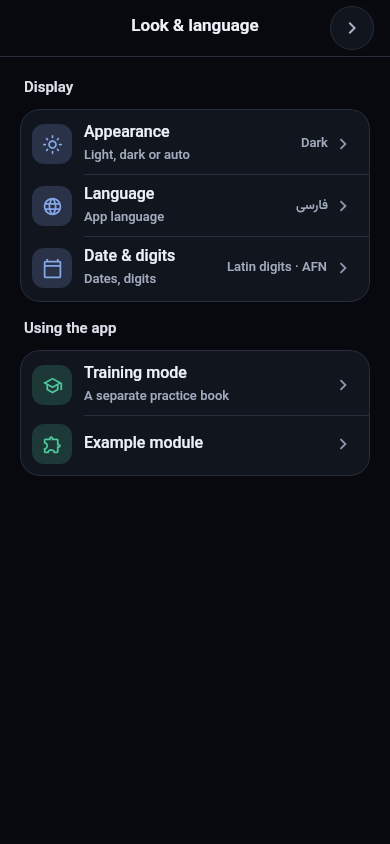 Look & language
Display
Appearance
Light, dark or auto
Dark
Language
App language
فارسی
Date & digits
Dates, digits
Latin digits · AFN
Using the app
Training mode
A separate practice book
Example module